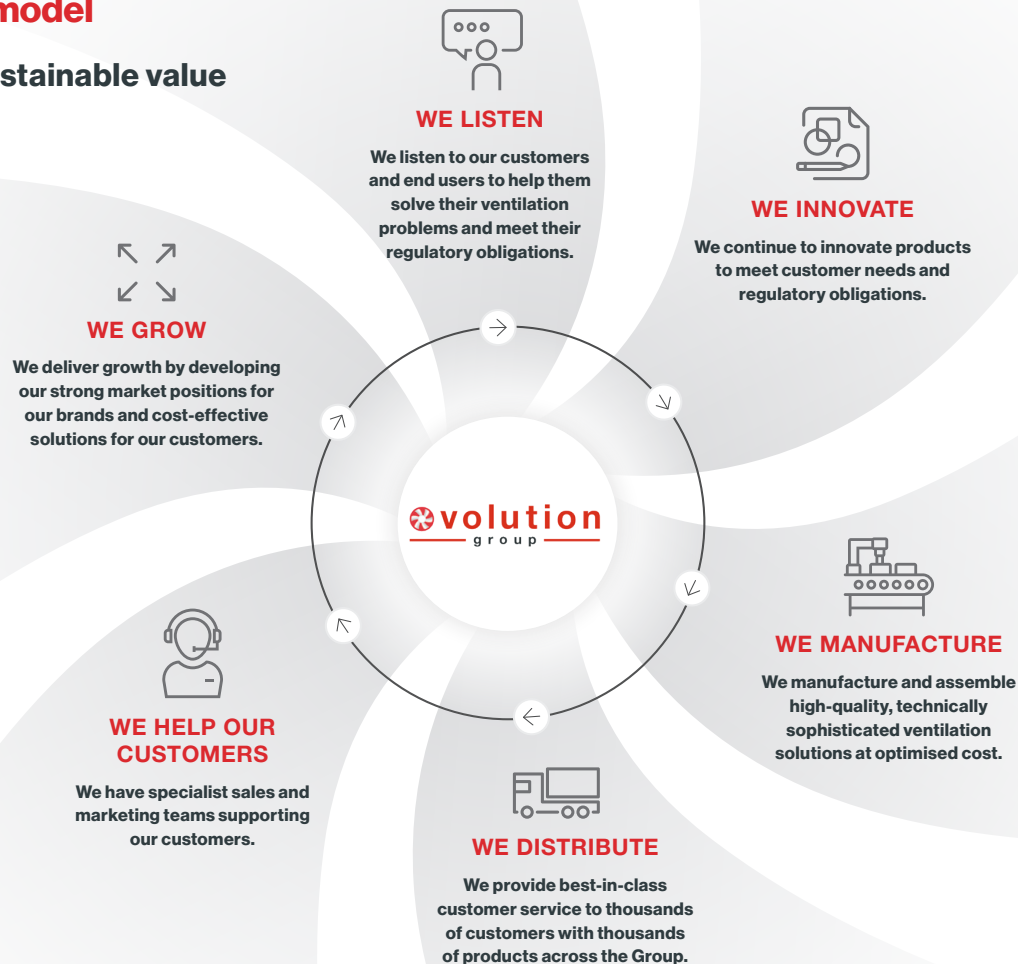 model
stainable value
WE LISTEN
We listen to our customers
and end users to help them
solve their ventilation
problems and meet their
regulatory obligations.
WE INNOVATE
We continue to innovate products
to meet customer needs and
regulatory obligations.
WE MANUFACTURE
We manufacture and assemble
high-quality, technically
sophisticated ventilation
solutions at optimised cost.
WE DISTRIBUTE
We provide best-in-class
customer service to thousands
of customers with thousands
of products across the Group.
WE HELP OUR
CUSTOMERS
We have specialist sales and
marketing teams supporting
our customers.
WE GROW
We deliver growth by developing
our strong market positions for
our brands and cost-effective
solutions for our customers.
volution
group